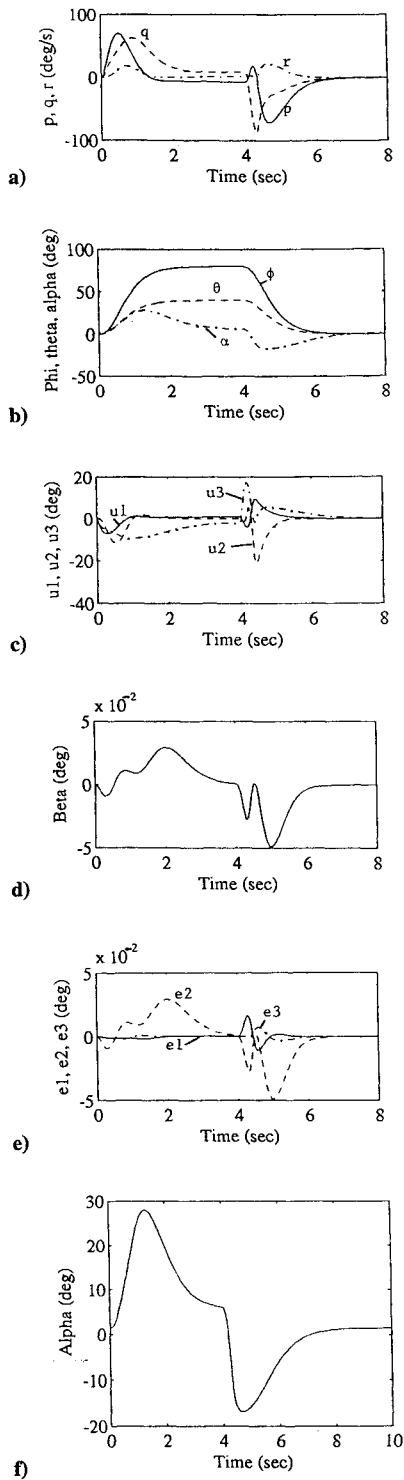 p, q, r (deg/s)
100
0
-100
q
r
p
0 2 4 6 8
Time (sec)
a)
Phi, theta, alpha (deg)
100
50
0
-50
ϕ
θ
α
0 2 4 6 8
Time (sec)
b)
u1, u2, u3 (deg)
20
0
-20
-40
u1
u3
u2
0 2 4 6 8
Time (sec)
c)
x 10⁻²
Beta (deg)
5
0
-5
0 2 4 6 8
Time (sec)
d)
x 10⁻²
e1, e2, e3 (deg)
5
0
-5
e2
e1
e3
0 2 4 6 8
Time (sec)
e)
Alpha (deg)
30
20
10
0
-10
-20
0 2 4 6 8 10
Time (sec)
f)